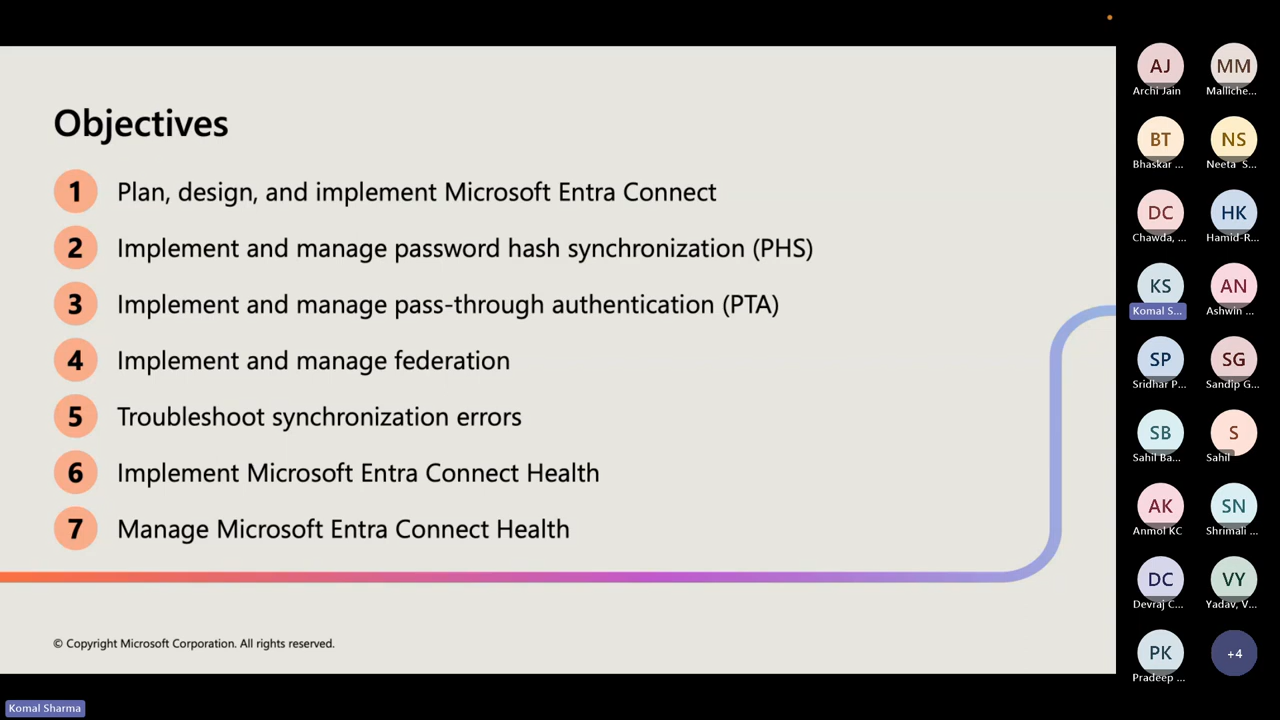 Objectives
1 Plan, design, and implement Microsoft Entra Connect
2 Implement and manage password hash synchronization (PHS)
3 Implement and manage pass-through authentication (PTA)
4 Implement and manage federation
5 Troubleshoot synchronization errors
6 Implement Microsoft Entra Connect Health
7 Manage Microsoft Entra Connect Health
© Copyright Microsoft Corporation. All rights reserved.
Komal Sharma
AJ MM
Archi Jain Malliche...
BT NS
Bhaskar ... Neeta S...
DC HK
Chawda, ... Hamid-R...
KS AN
Komal S... Ashwin ...
SP SG
Sridhar P... Sandip G...
SB S
Sahil Ba... Sahil
AK SN
Anmol KC Shrimali ...
DC VY
Devraj C... Yadav, V...
PK +4
Pradeep ...